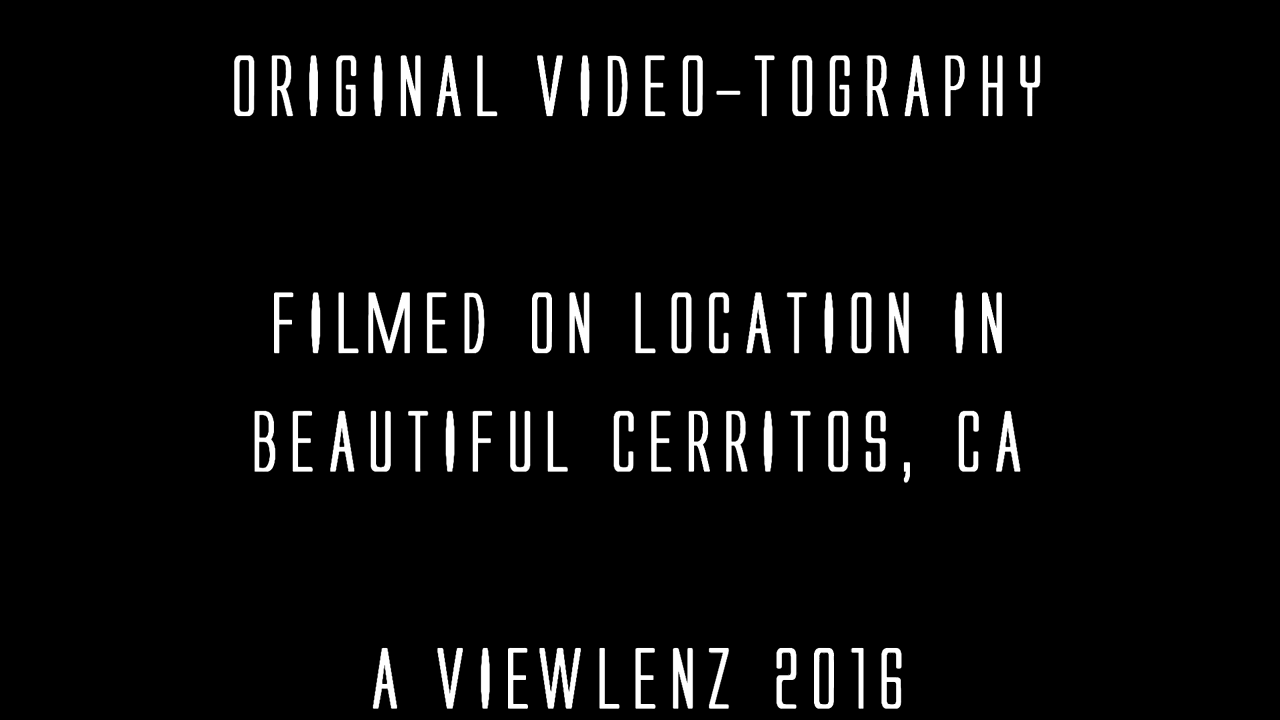 ORIGINAL VIDEO-TOGRAPHY
FILMED ON LOCATION IN
BEAUTIFUL CERRITOS, CA
A VIEWLENZ 2016